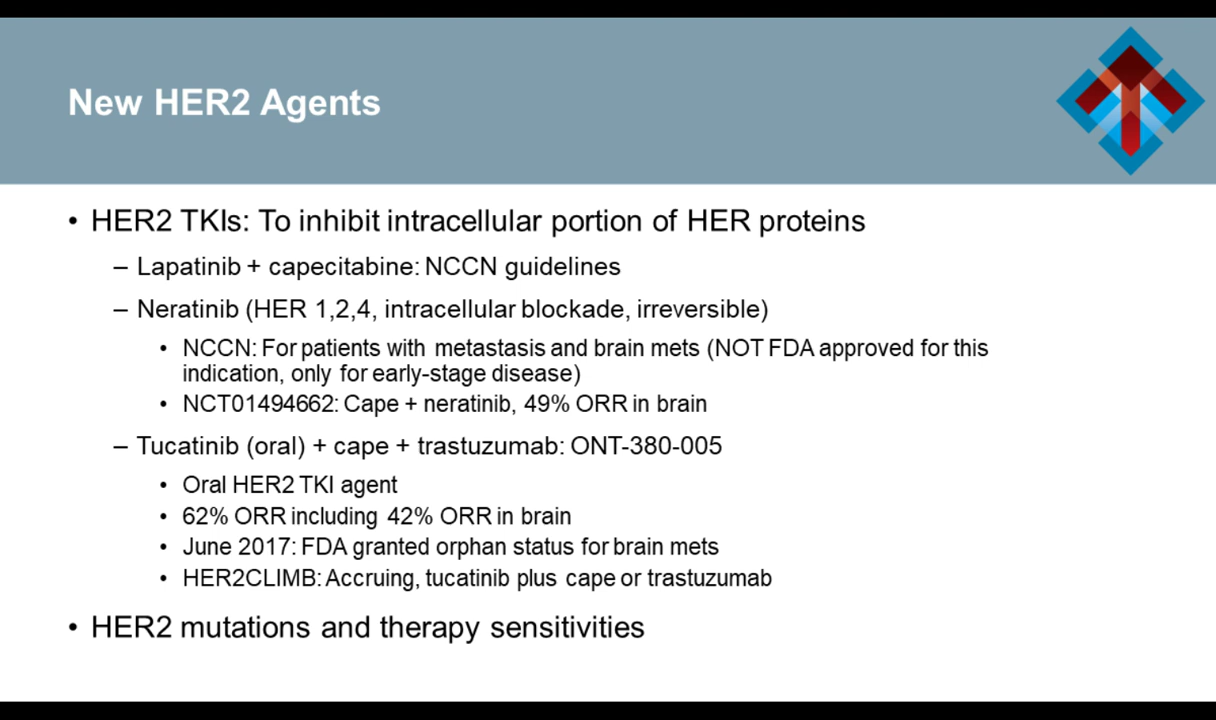 New HER2 Agents
• HER2 TKIs: To inhibit intracellular portion of HER proteins
– Lapatinib + capecitabine: NCCN guidelines
– Neratinib (HER 1,2,4, intracellular blockade, irreversible)
• NCCN: For patients with metastasis and brain mets (NOT FDA approved for this
indication, only for early-stage disease)
• NCT01494662: Cape + neratinib, 49% ORR in brain
– Tucatinib (oral) + cape + trastuzumab: ONT-380-005
• Oral HER2 TKI agent
• 62% ORR including 42% ORR in brain
• June 2017: FDA granted orphan status for brain mets
• HER2CLIMB: Accruing, tucatinib plus cape or trastuzumab
• HER2 mutations and therapy sensitivities